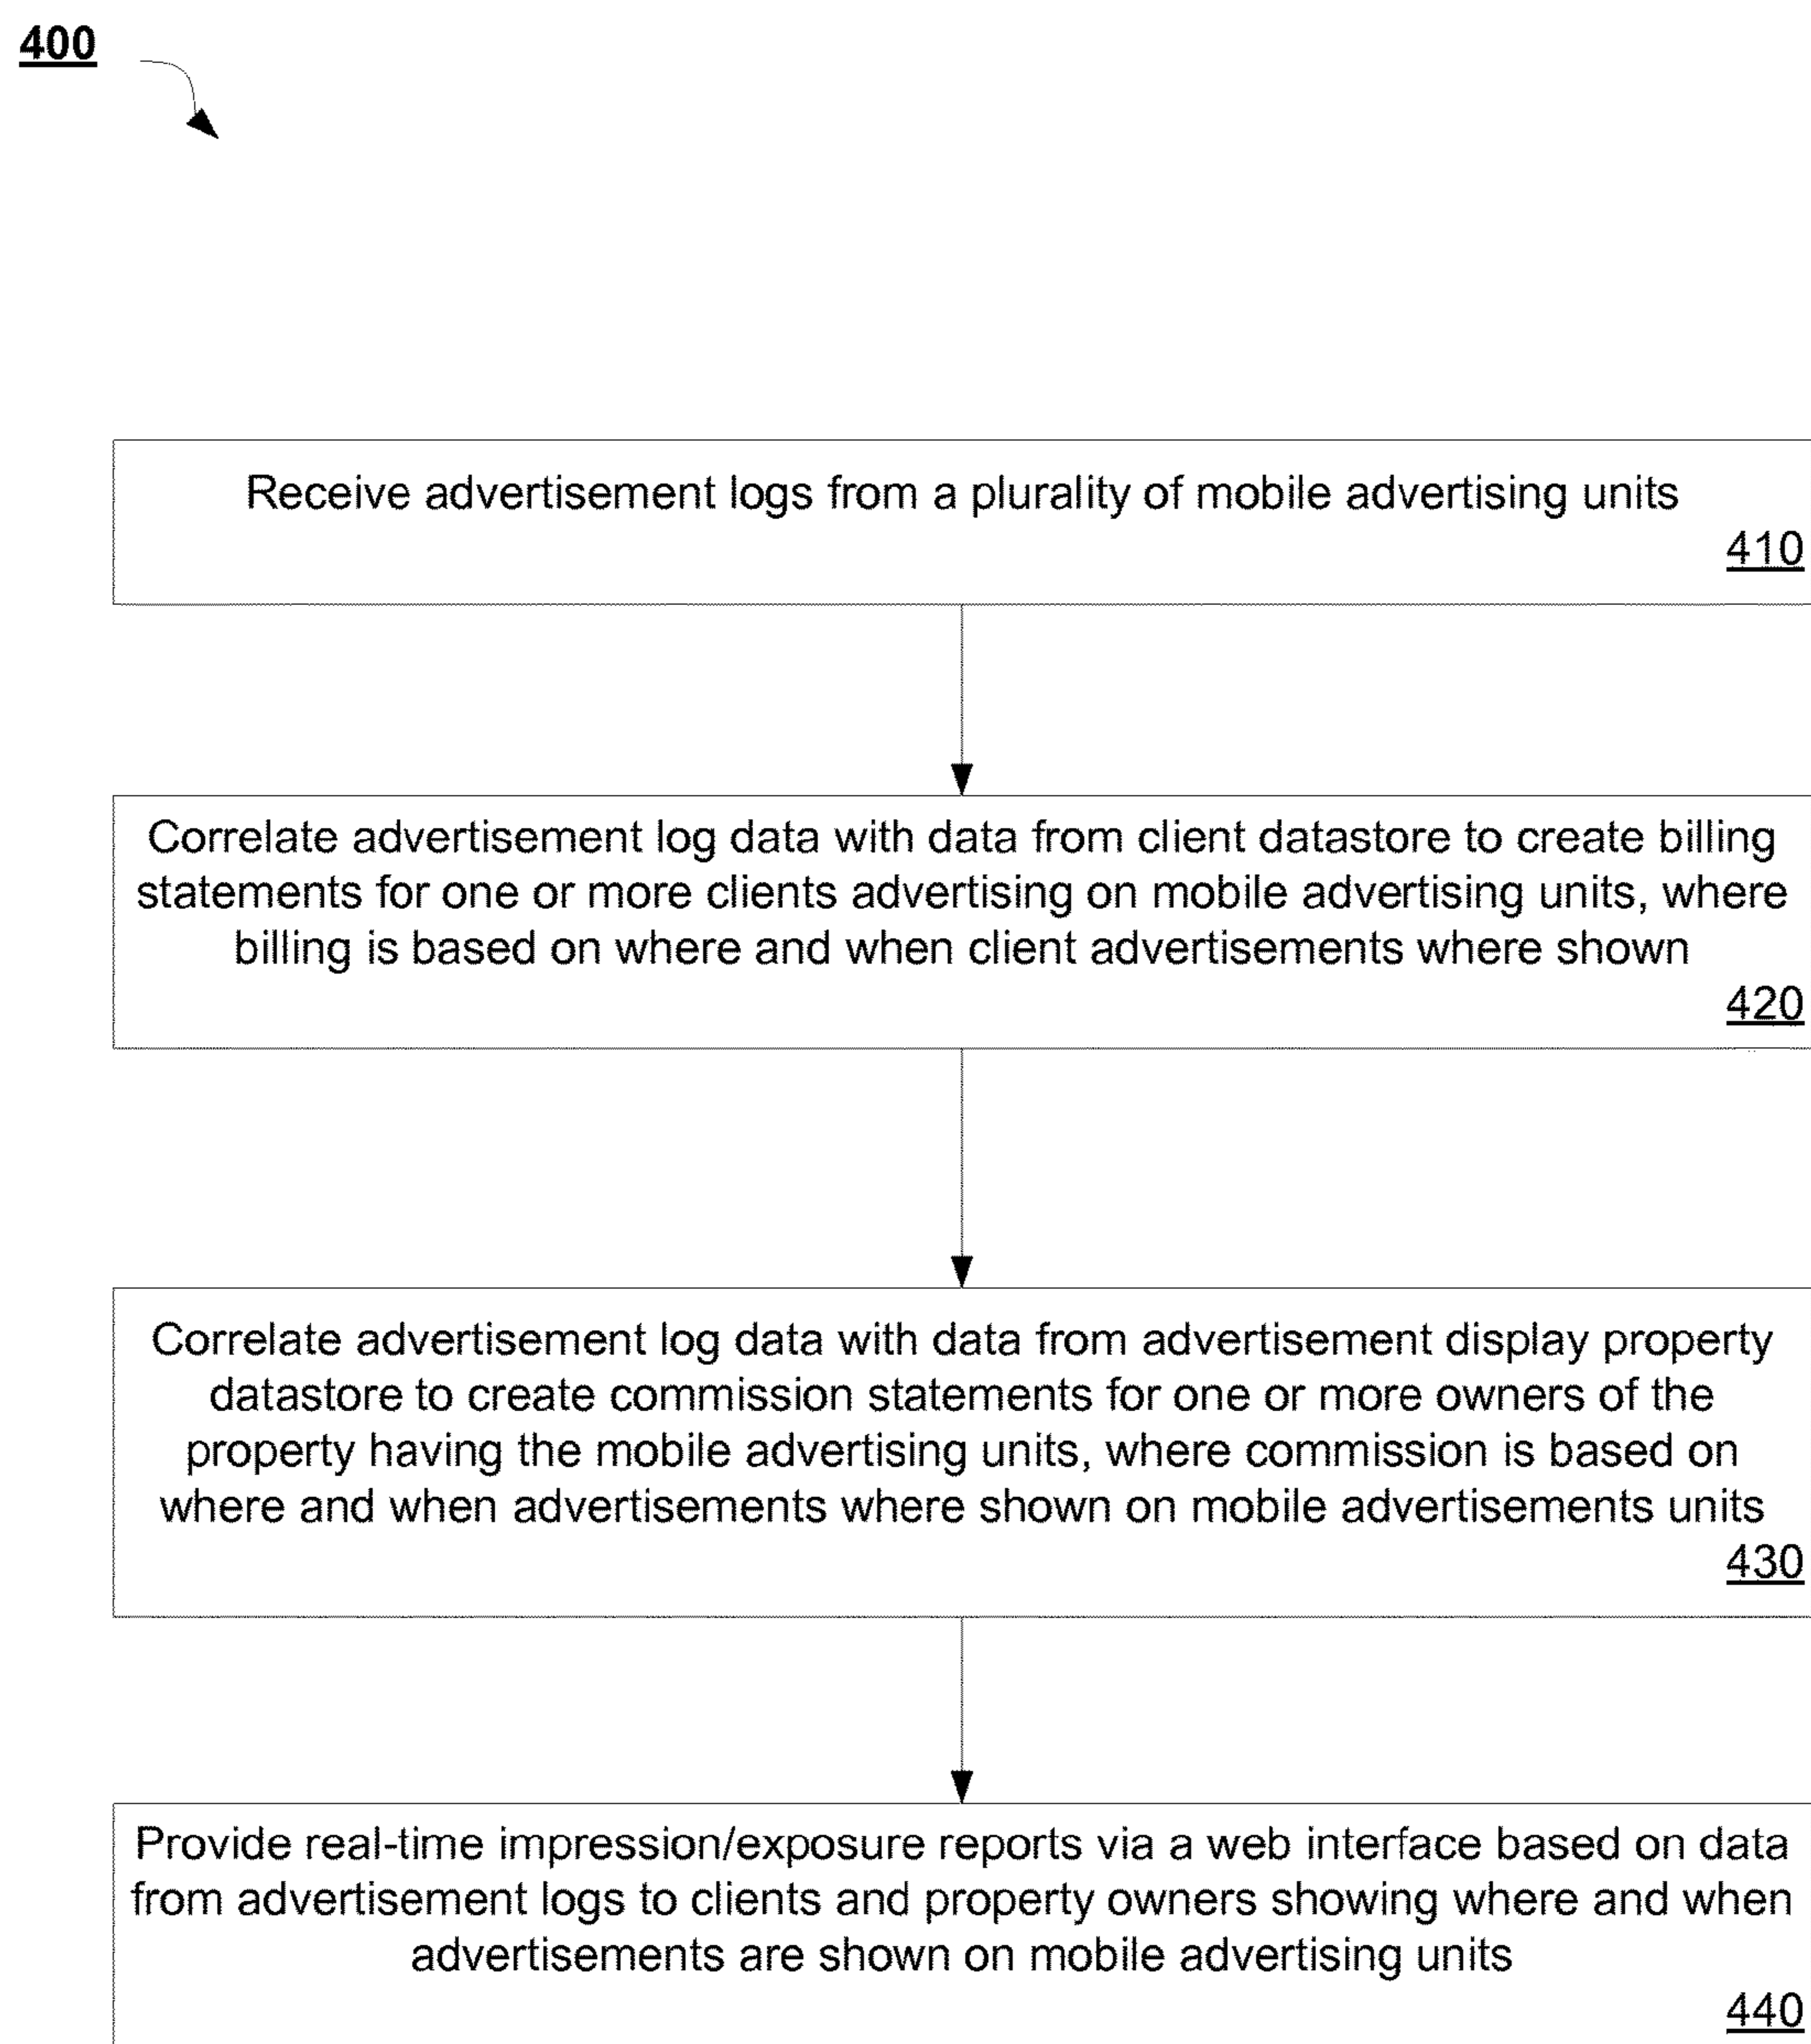 400
Receive advertisement logs from a plurality of mobile advertising units
410
Correlate advertisement log data with data from client datastore to create billing
statements for one or more clients advertising on mobile advertising units, where
billing is based on where and when client advertisements where shown
420
Correlate advertisement log data with data from advertisement display property
datastore to create commission statements for one or more owners of the
property having the mobile advertising units, where commission is based on
where and when advertisements where shown on mobile advertisements units
430
Provide real-time impression/exposure reports via a web interface based on data
from advertisement logs to clients and property owners showing where and when
advertisements are shown on mobile advertising units
440